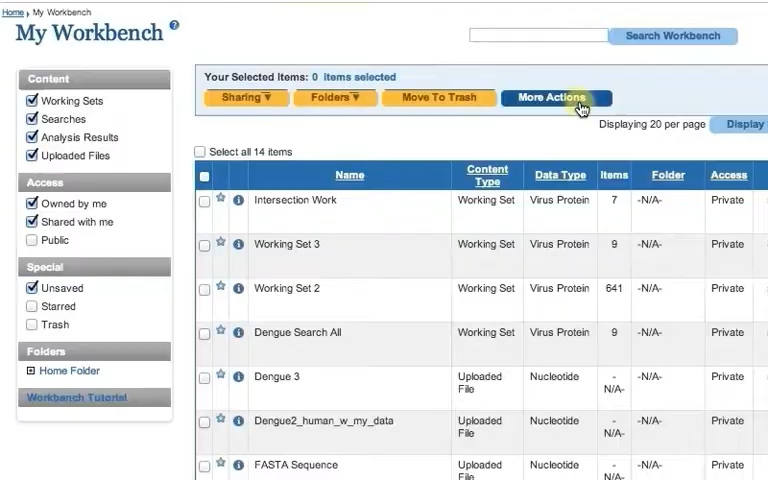 Home › My Workbench
My Workbench ?
Search Workbench
Content
Working Sets
Searches
Analysis Results
Uploaded Files
Access
Owned by me
Shared with me
Public
Special
Unsaved
Starred
Trash
Folders
Home Folder
Workbench Tutorial
Your Selected Items: 0 items selected
Sharing ▼ Folders ▼ Move To Trash More Actions
Displaying 20 per page Display
Select all 14 items
Name Content Type Data Type Items Folder Access
Intersection Work Working Set Virus Protein 7 -N/A- Private
Working Set 3 Working Set Virus Protein 9 -N/A- Private
Working Set 2 Working Set Virus Protein 641 -N/A- Private
Dengue Search All Working Set Virus Protein 9 -N/A- Private
Dengue 3 Uploaded File Nucleotide -N/A- -N/A- Private
Dengue2_human_w_my_data Uploaded File Nucleotide -N/A- -N/A- Private
FASTA Sequence Uploaded File Nucleotide -N/A- -N/A- Private